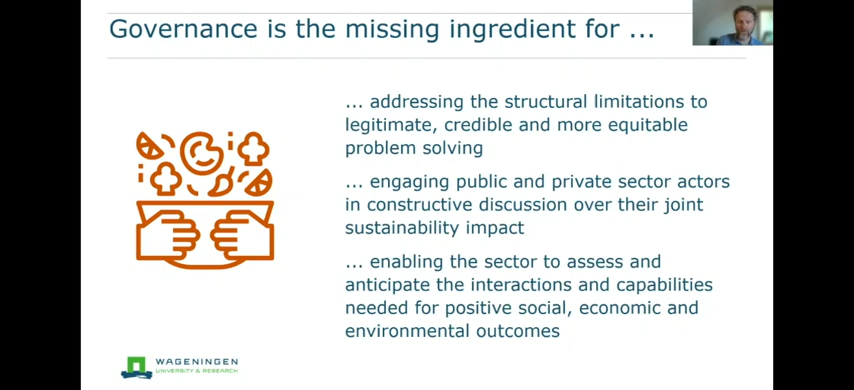 Governance is the missing ingredient for ...
... addressing the structural limitations to
legitimate, credible and more equitable
problem solving
... engaging public and private sector actors
in constructive discussion over their joint
sustainability impact
... enabling the sector to assess and
anticipate the interactions and capabilities
needed for positive social, economic and
environmental outcomes
WAGENINGEN
UNIVERSITY & RESEARCH